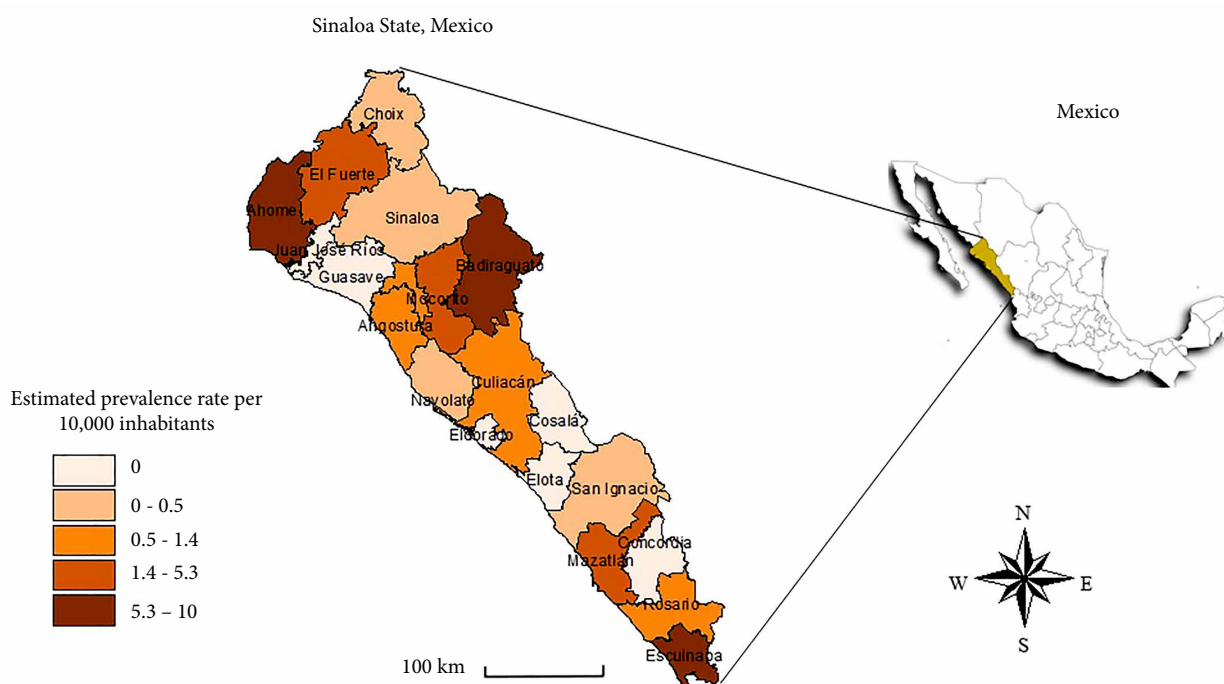 Sinaloa State, Mexico
Mexico
Choix
El Fuerte
Ahome
Sinaloa
Juan José Ríos
Guasave
Badiraguato
Mocorito
Angostura
Culiacán
Navolato
Cosalá
Eldorado
Elota
San Ignacio
Concordia
Mazatlán
Rosario
Escuinapa
Estimated prevalence rate per
10,000 inhabitants
0
0 - 0.5
0.5 - 1.4
1.4 - 5.3
5.3 – 10
100 km
N
W
E
S